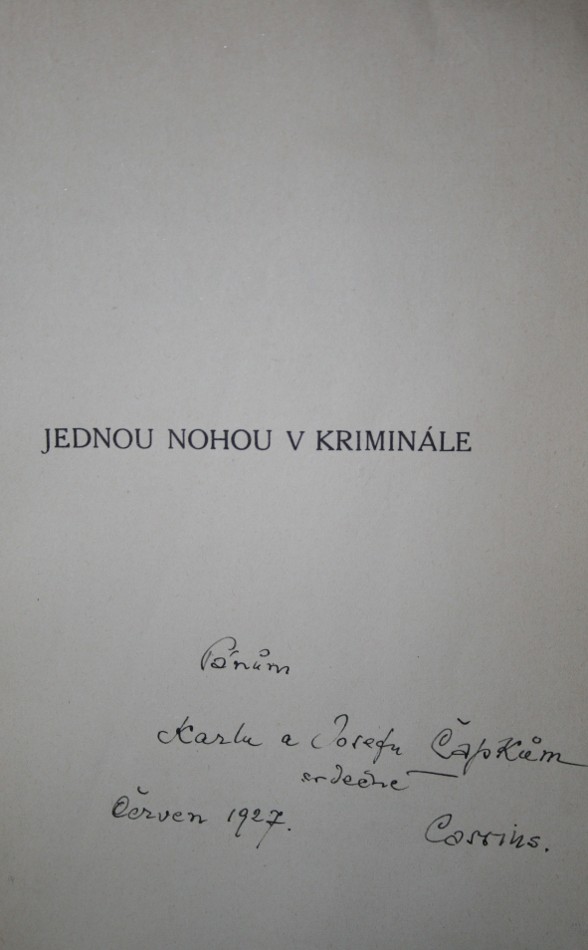 JEDNOU NOHOU V KRIMINÁLE
Pánům
Karlu a Josefu Čapkům
srdečně
Červen 1927.
Cassius.